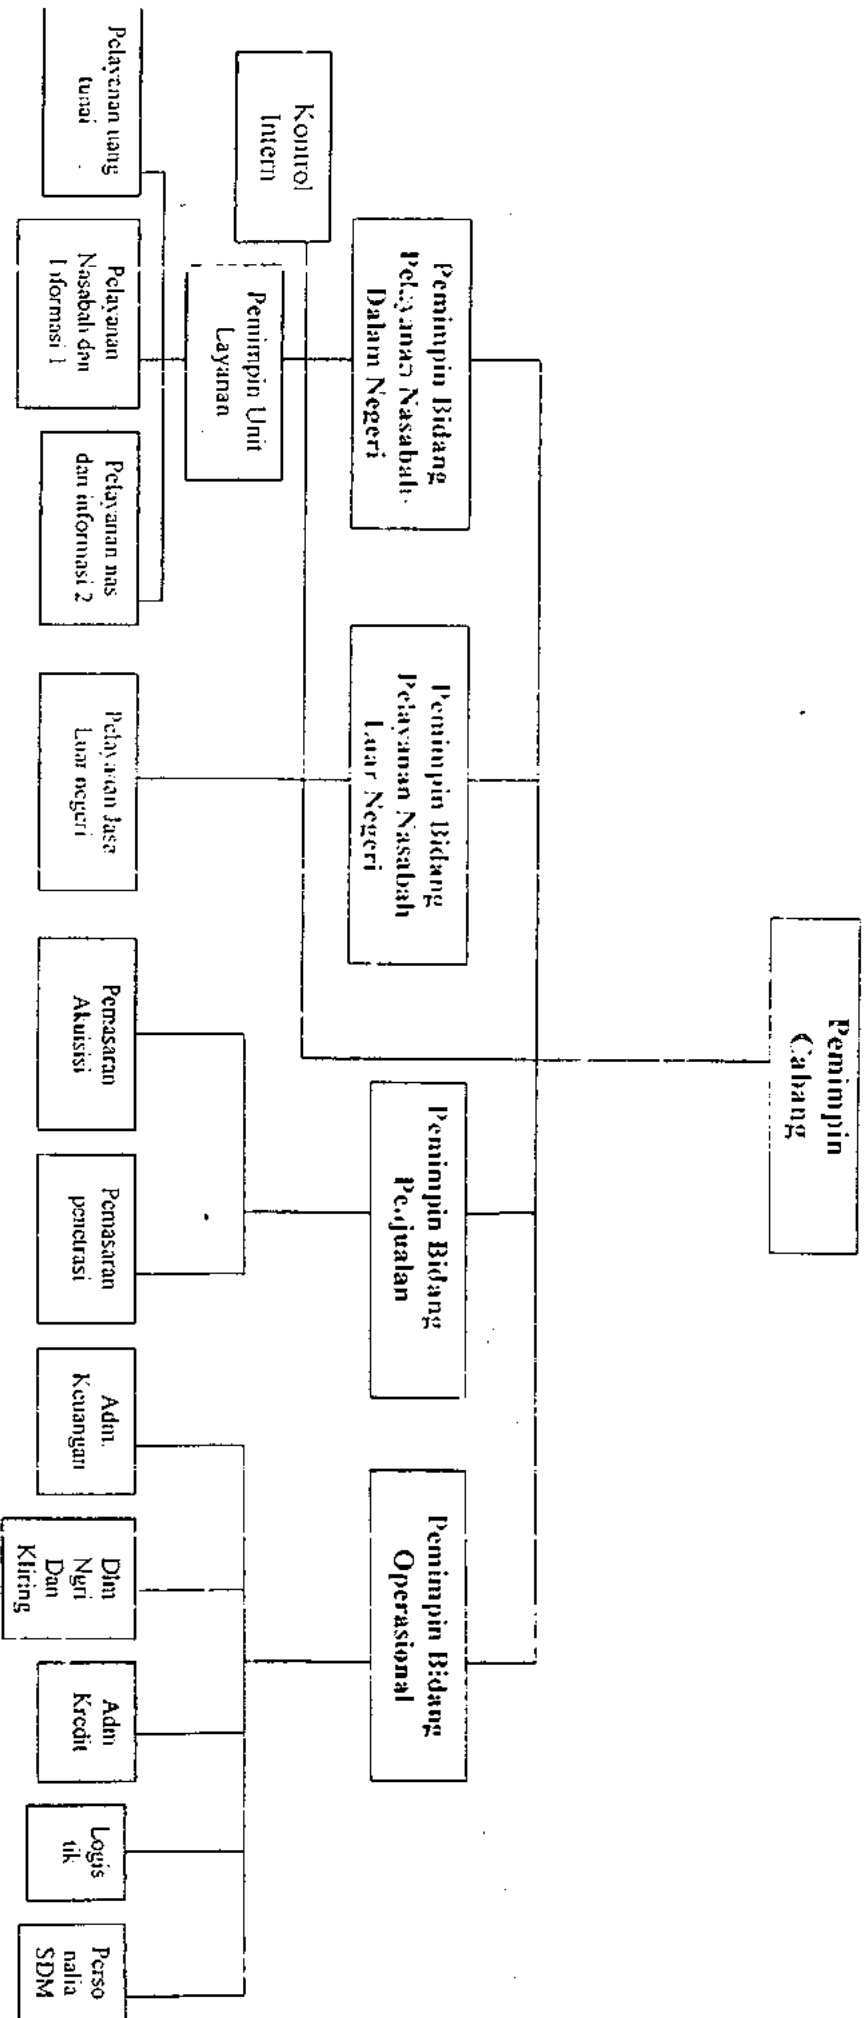 Pemimpin
Cabang
Pemimpin Bidang
Pelayanan Nasabah
Dalam Negeri
Pemimpin Bidang
Pelayanan Nasabah
Luar Negeri
Pemimpin Bidang
Penjualan
Pemimpin Bidang
Operasional
Kontrol
Intern
Pemimpin Unit
Layanan
Pelayanan uang
tunai
Pelayanan
Nasabah dan
Informasi 1
Pelayanan nas
dan informasi 2
Pelayanan Jasa
Luar negeri
Pemasaran
Akuisisi
Pemasaran
penetrasi
Adm.
Keuangan
Dlm
Ngri
Dan
Kliring
Adm
Kredit
Logis
tik
Perso
nalia
SDM